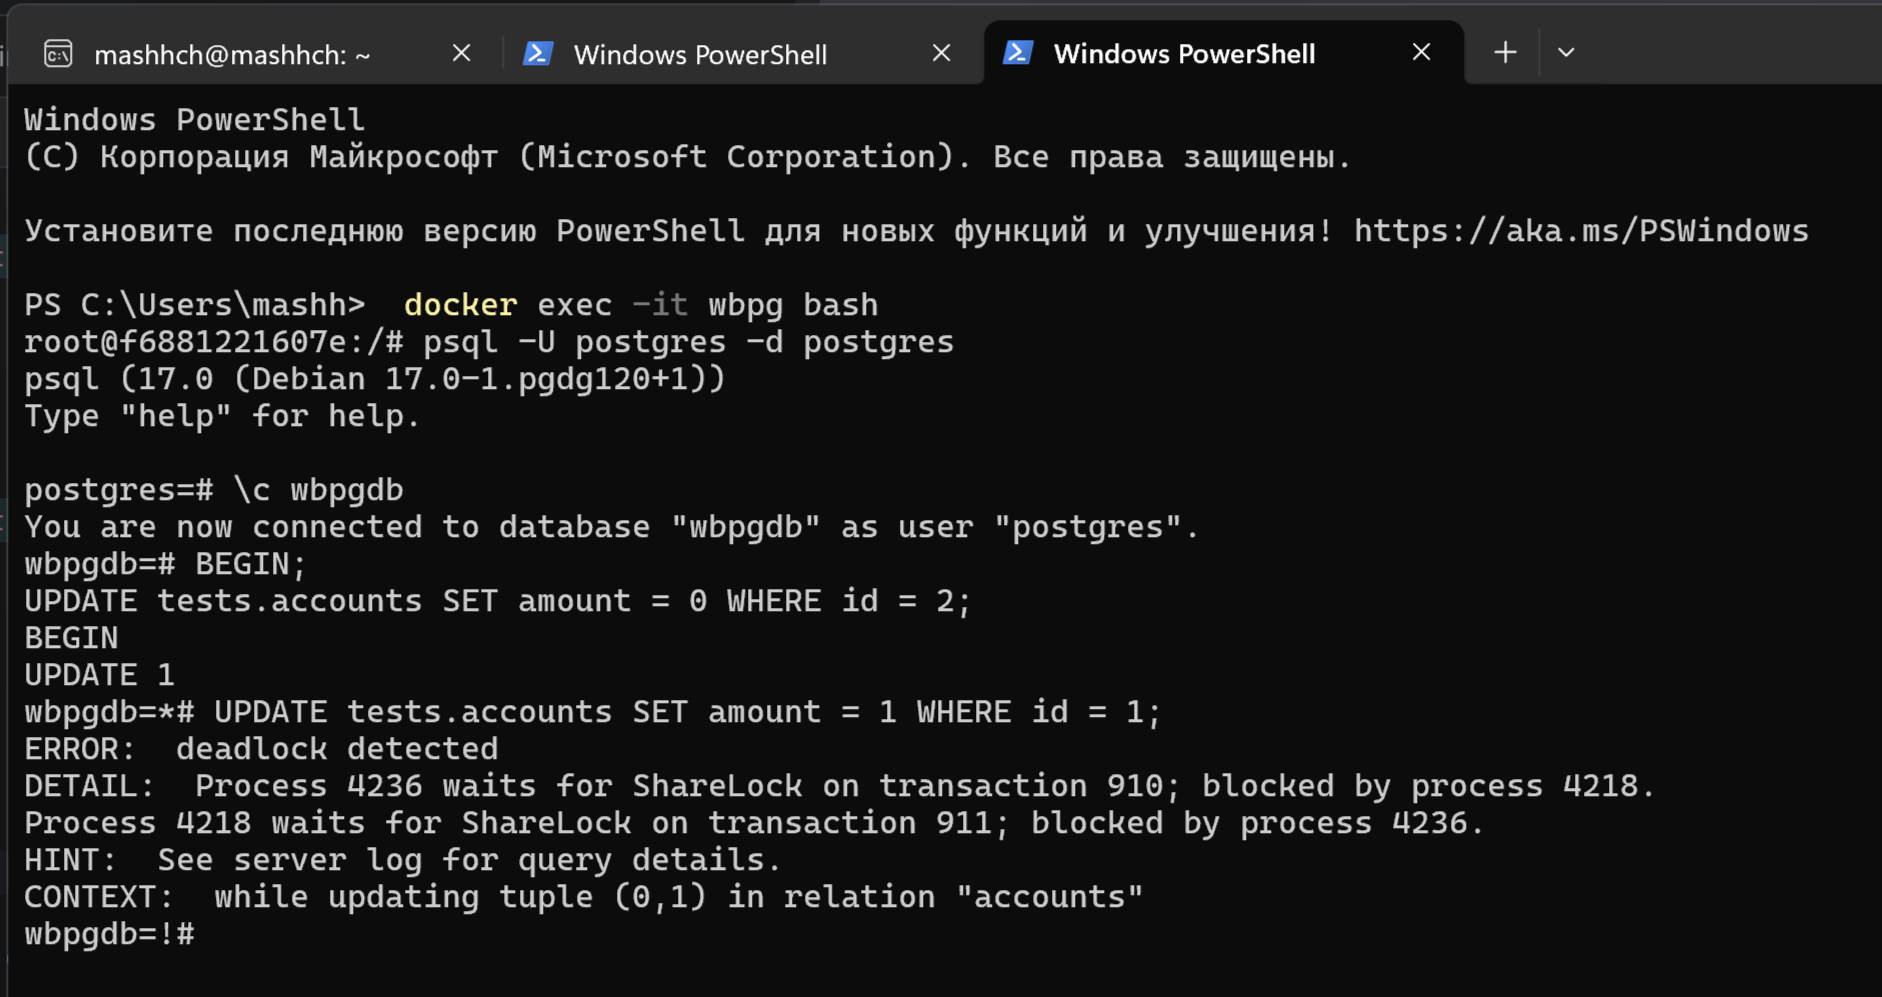 mashhch@mashhch: ~
Windows PowerShell
Windows PowerShell
Windows PowerShell
(C) Корпорация Майкрософт (Microsoft Corporation). Все права защищены.
Установите последнюю версию PowerShell для новых функций и улучшения! https://aka.ms/PSWindows
PS C:\Users\mashh>  docker exec -it wbpg bash
root@f6881221607e:/# psql -U postgres -d postgres
psql (17.0 (Debian 17.0-1.pgdg120+1))
Type "help" for help.
postgres=# \c wbpgdb
You are now connected to database "wbpgdb" as user "postgres".
wbpgdb=# BEGIN;
UPDATE tests.accounts SET amount = 0 WHERE id = 2;
BEGIN
UPDATE 1
wbpgdb=*# UPDATE tests.accounts SET amount = 1 WHERE id = 1;
ERROR:  deadlock detected
DETAIL:  Process 4236 waits for ShareLock on transaction 910; blocked by process 4218.
Process 4218 waits for ShareLock on transaction 911; blocked by process 4236.
HINT:  See server log for query details.
CONTEXT:  while updating tuple (0,1) in relation "accounts"
wbpgdb=!#